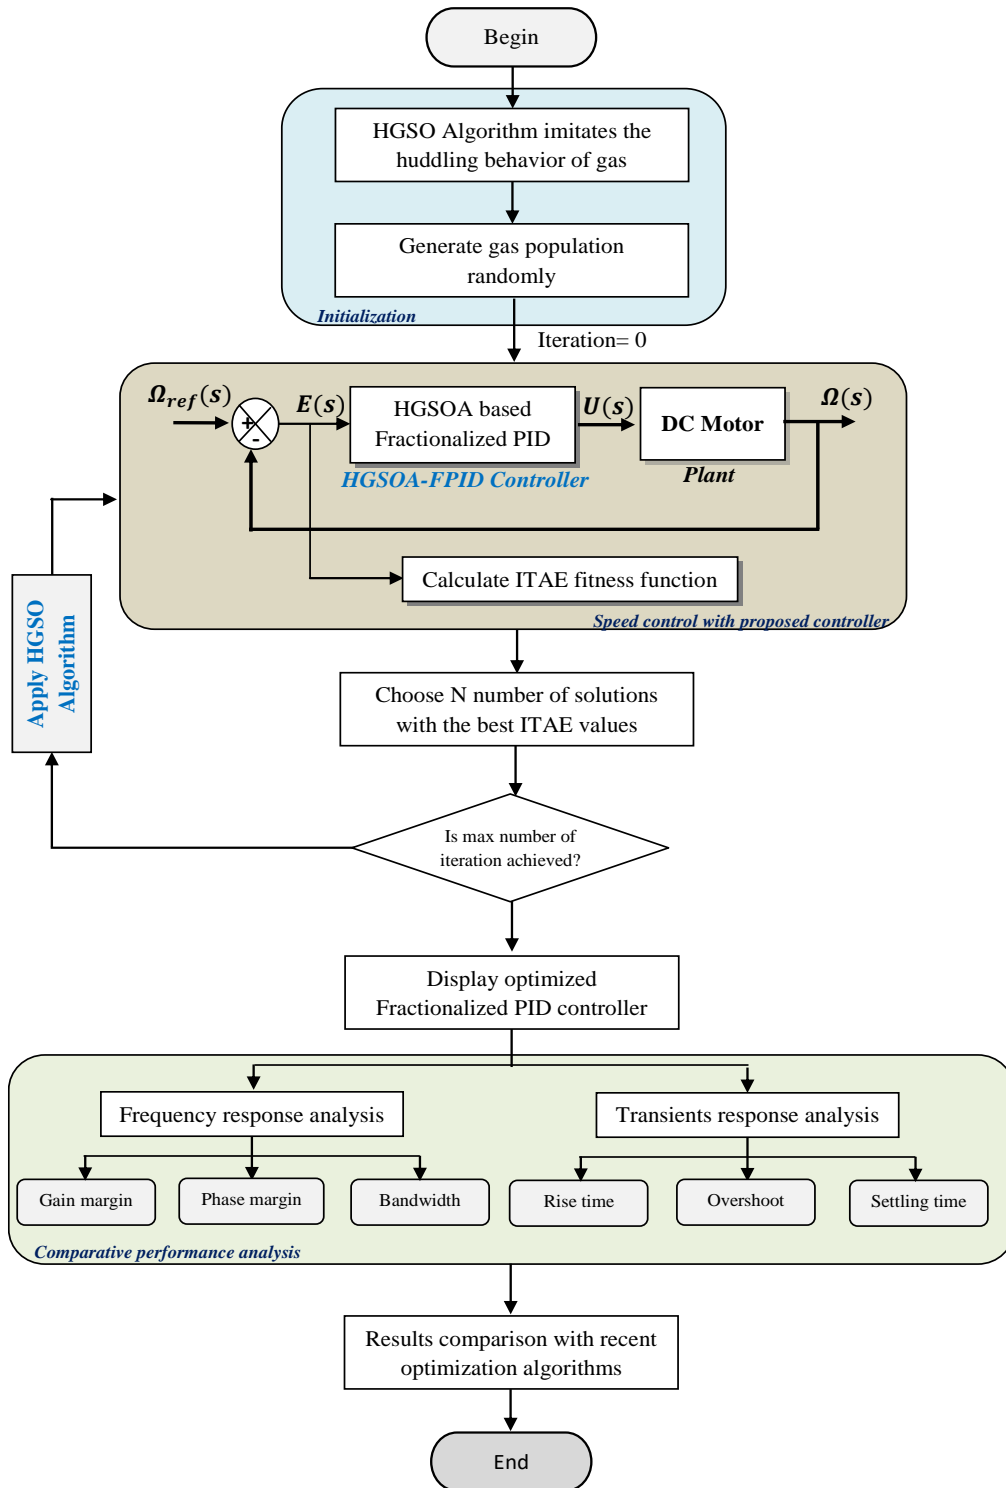 Begin
HGSO Algorithm imitates the
huddling behavior of gas
Generate gas population
randomly
Initialization
Iteration= 0
Ω_ref(s)
E(s)
U(s)
Ω(s)
+
-
HGSOA based
Fractionalized PID
DC Motor
HGSOA-FPID Controller
Plant
Calculate ITAE fitness function
Speed control with proposed controller
Apply HGSO
Algorithm
Choose N number of solutions
with the best ITAE values
Is max number of
iteration achieved?
Display optimized
Fractionalized PID controller
Frequency response analysis
Transients response analysis
Gain margin
Phase margin
Bandwidth
Rise time
Overshoot
Settling time
Comparative performance analysis
Results comparison with recent
optimization algorithms
End